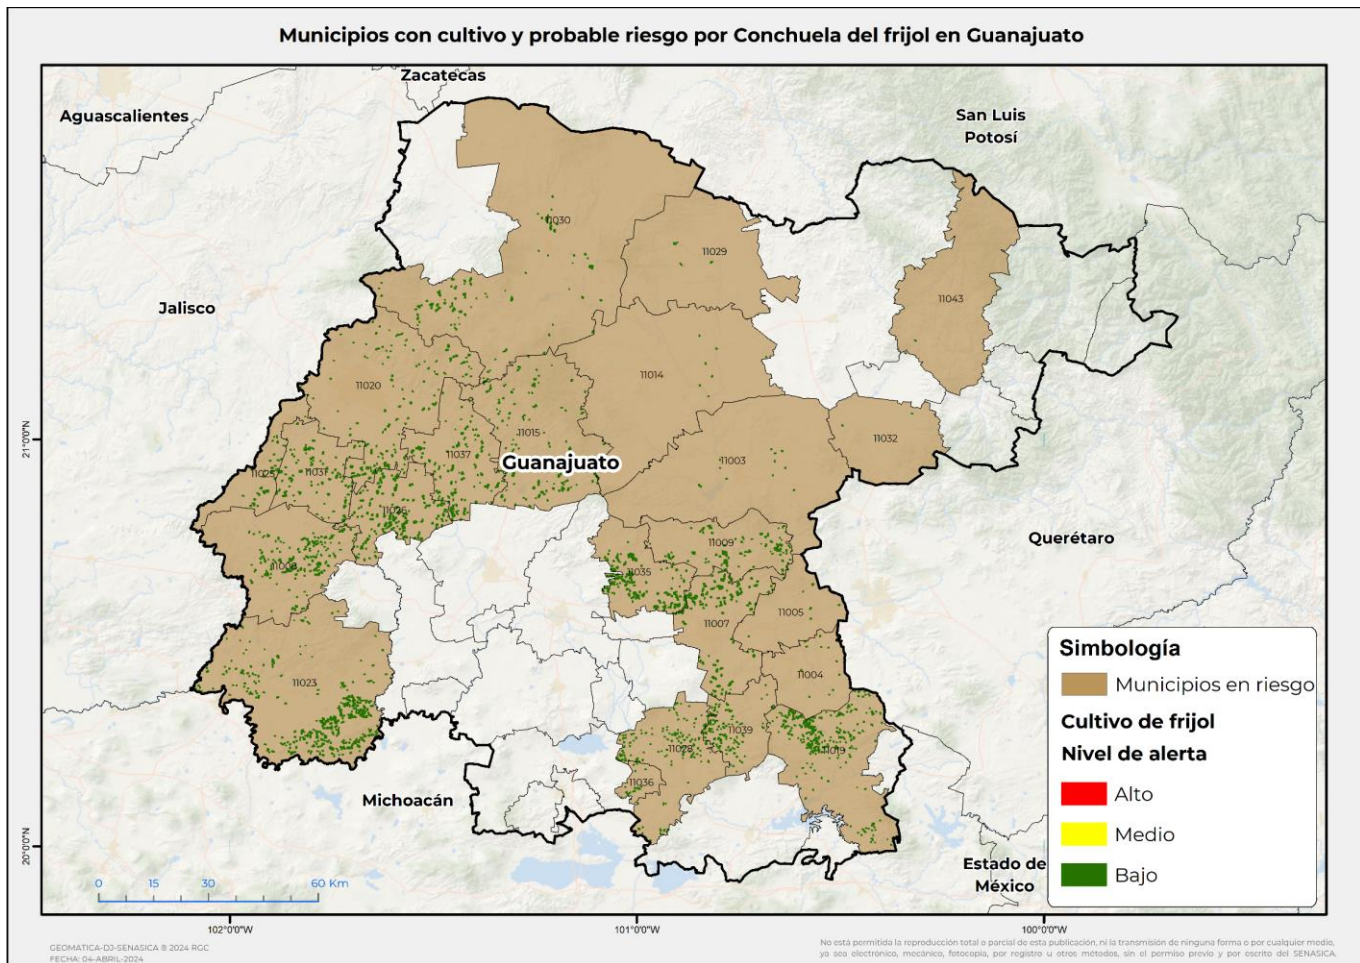 Municipios con cultivo y probable riesgo por Conchuela del frijol en Guanajuato
Zacatecas
Aguascalientes
San Luis
Potosí
11030
11029
Jalisco
11043
11014
11020
11015
11032
21°0'0"N
11037
11003
Guanajuato
11031
11025
11026
Querétaro
11009
11035
11005
11007
11004
11023
11039
11019
11028
11036
Michoacán
20°0'0"N
Estado de
México
Simbología
Municipios en riesgo
Cultivo de frijol
Nivel de alerta
Alto
Medio
Bajo
0 15 30 60 Km
102°0'0"W 101°0'0"W 100°0'0"W
GEOMATICA-DJ-SENASICA ® 2024 RGC
FECHA: 04-ABRIL-2024
No está permitida la reproducción total o parcial de esta publicación, ni la transmisión de ninguna forma o por cualquier medio,
ya sea electrónico, mecánico, fotocopia, por registro u otros métodos, sin el permiso previo y por escrito del SENASICA.